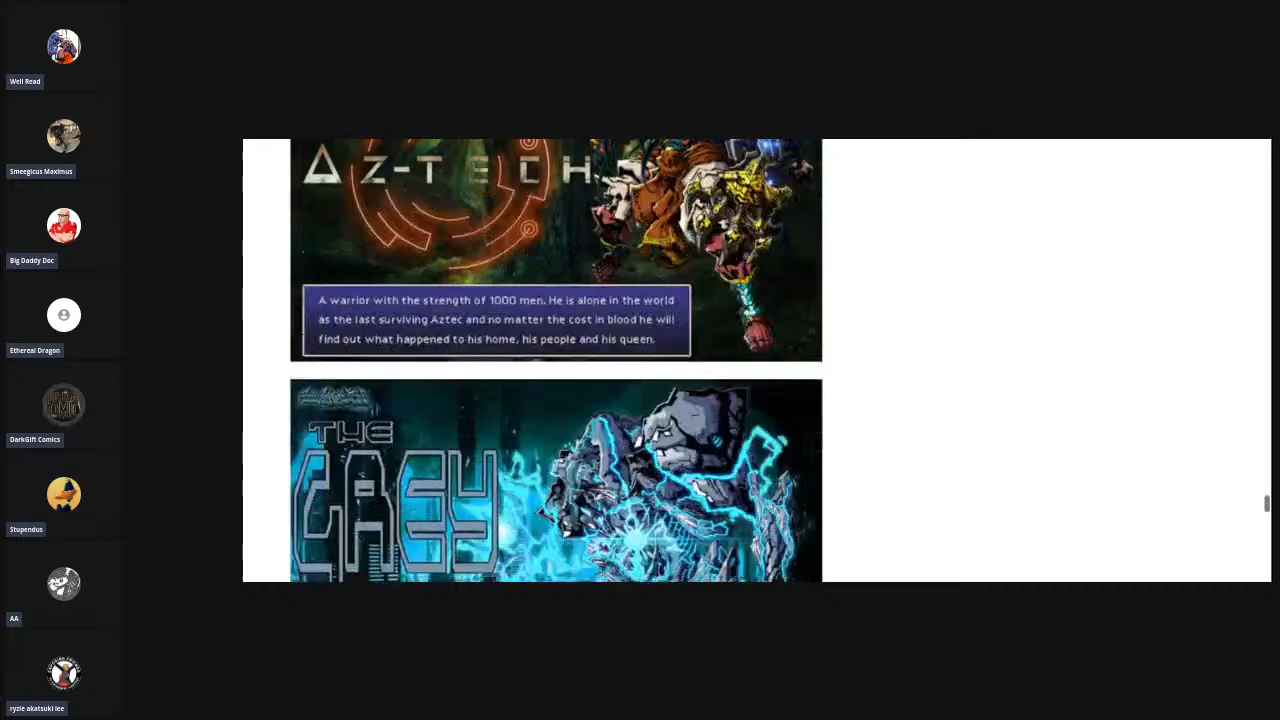 Well Read
Smeegicus Maximus
Big Daddy Doc
Ethereal Dragon
DarkGift Comics
Stupendus
AA
ryzie akatsuki lee
AZ-TECH
A warrior with the strength of 1000 men. He is alone in the world
as the last surviving Aztec and no matter the cost in blood he will
find out what happened to his home, his people and his queen.
THE
GREY